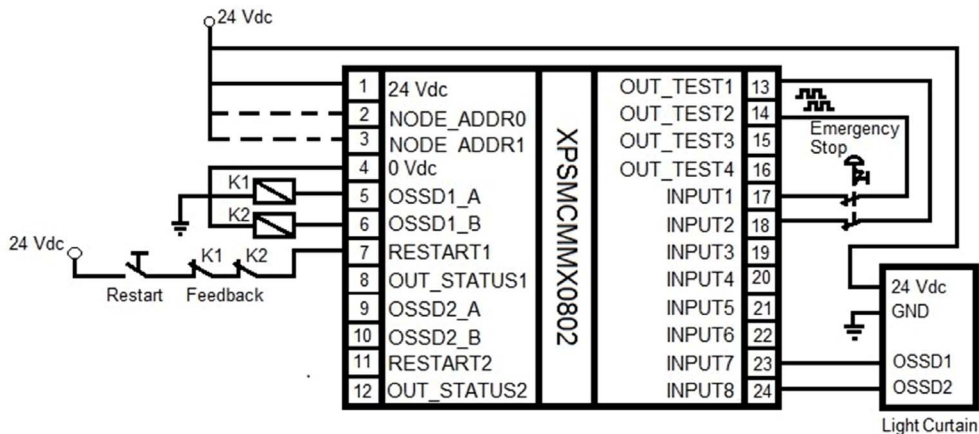 24 Vdc
1 24 Vdc
2 NODE_ADDR0
3 NODE_ADDR1
4 0 Vdc
K1 5 OSSD1_A
K2 6 OSSD1_B
24 Vdc
K1 K2 7 RESTART1
Restart Feedback
8 OUT_STATUS1
9 OSSD2_A
10 OSSD2_B
11 RESTART2
12 OUT_STATUS2
XPSMCMMX0802
OUT_TEST1 13
OUT_TEST2 14
OUT_TEST3 15
OUT_TEST4 16
INPUT1 17
INPUT2 18
INPUT3 19
INPUT4 20
INPUT5 21
INPUT6 22
INPUT7 23
INPUT8 24
Emergency
Stop
24 Vdc
GND
OSSD1
OSSD2
Light Curtain